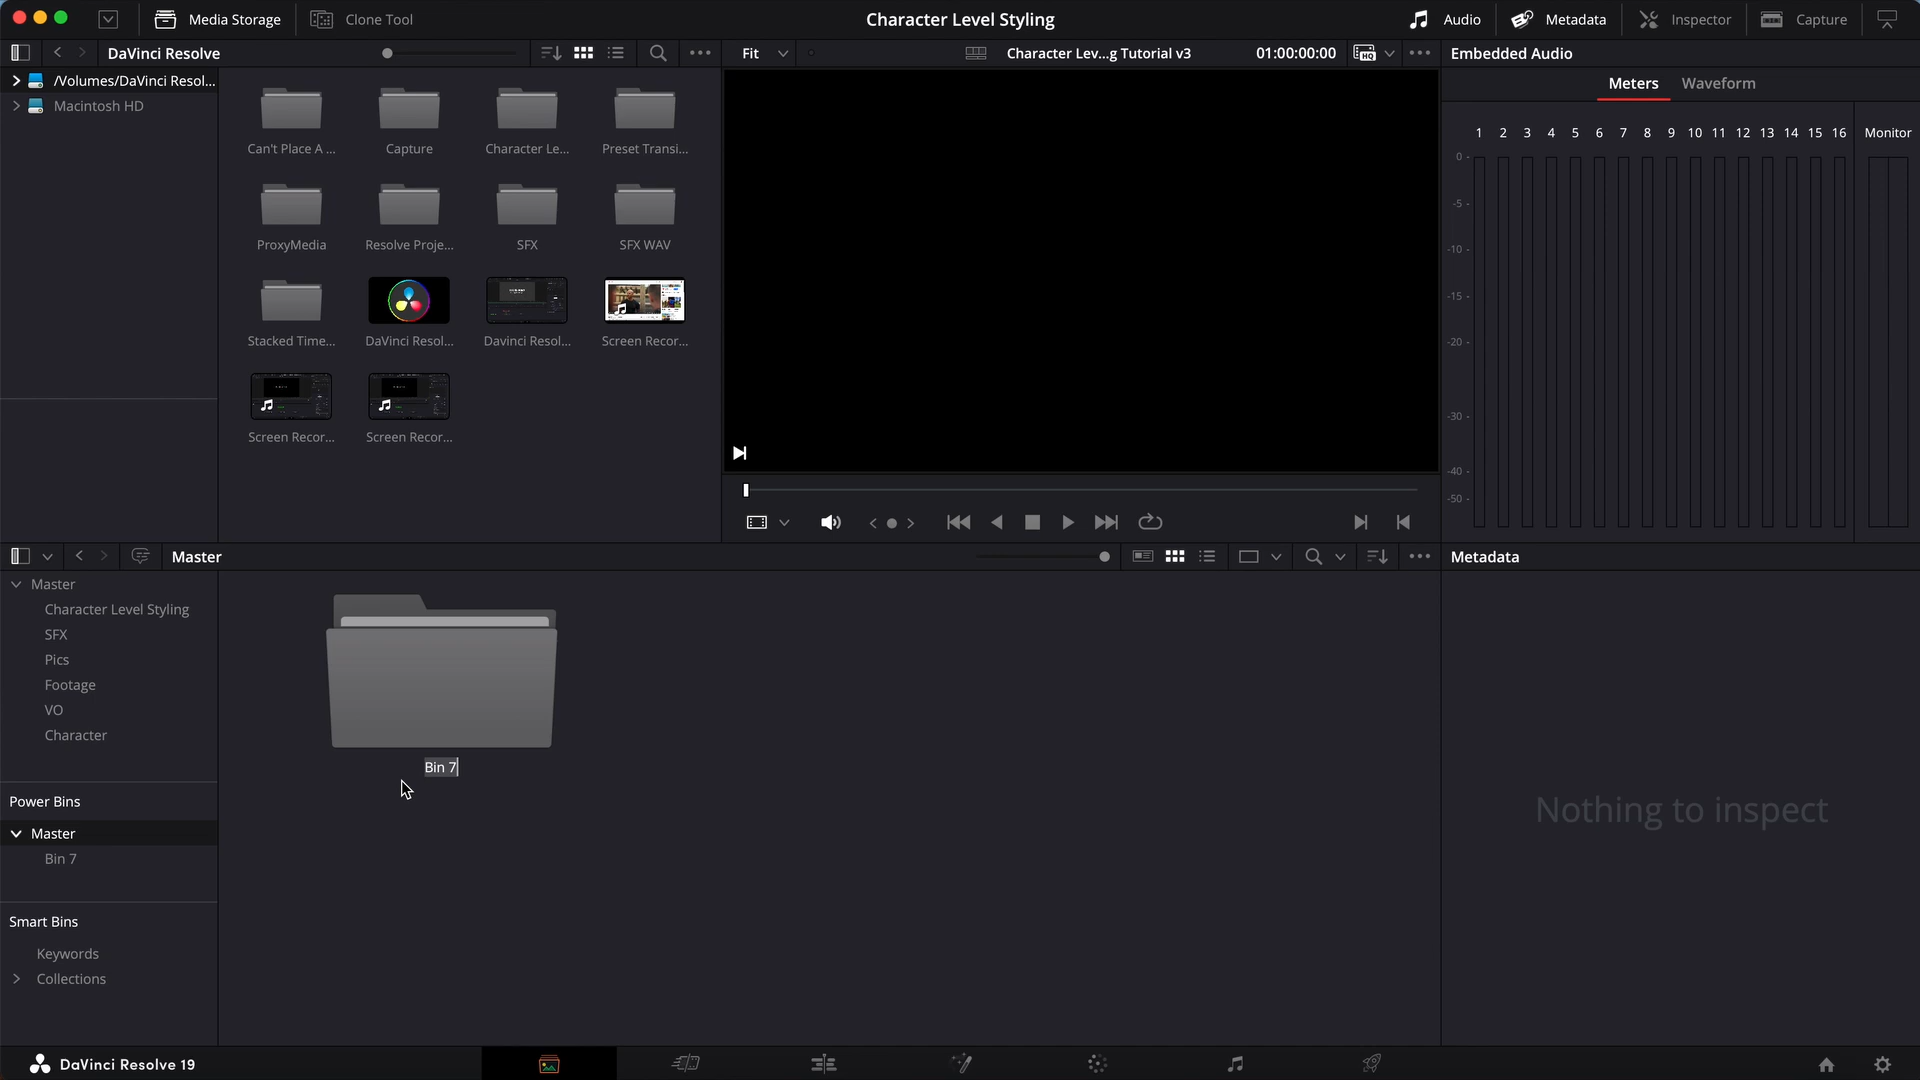 Media Storage
Clone Tool
Character Level Styling
Audio
Metadata
Inspector
Capture
DaVinci Resolve
Fit
Character Lev...g Tutorial v3
01:00:00:00
HQ
Embedded Audio
/Volumes/DaVinci Resol...
Macintosh HD
Can't Place A ...
Capture
Character Le...
Preset Transi...
ProxyMedia
Resolve Proje...
SFX
SFX WAV
Stacked Time...
DaVinci Resol...
Davinci Resol...
Screen Recor...
Screen Recor...
Screen Recor...
Meters
Waveform
1 2 3 4 5 6 7 8 9 10 11 12 13 14 15 16 Monitor
0 -
-5 -
-10 -
-15 -
-20 -
-30 -
-40 -
-50 -
Master
Metadata
Master
Character Level Styling
SFX
Pics
Footage
VO
Character
Power Bins
Master
Bin 7
Smart Bins
Keywords
Collections
Bin 7
Nothing to inspect
DaVinci Resolve 19